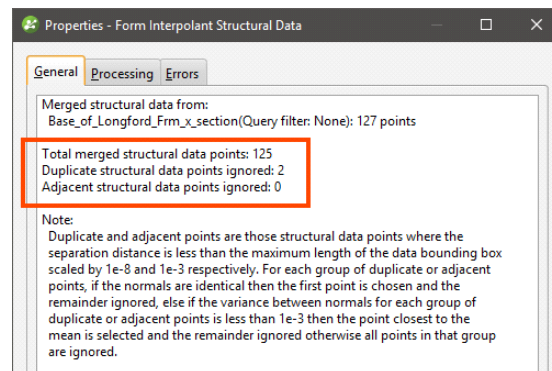 Properties - Form Interpolant Structural Data
General Processing Errors
Merged structural data from:
Base_of_Longford_Frm_x_section(Query filter: None): 127 points
Total merged structural data points: 125
Duplicate structural data points ignored: 2
Adjacent structural data points ignored: 0
Note:
Duplicate and adjacent points are those structural data points where the
separation distance is less than the maximum length of the data bounding box
scaled by 1e-8 and 1e-3 respectively. For each group of duplicate or adjacent
points, if the normals are identical then the first point is chosen and the
remainder ignored, else if the variance between normals for each group of
duplicate or adjacent points is less than 1e-3 then the point closest to the
mean is selected and the remainder ignored otherwise all points in that group
are ignored.